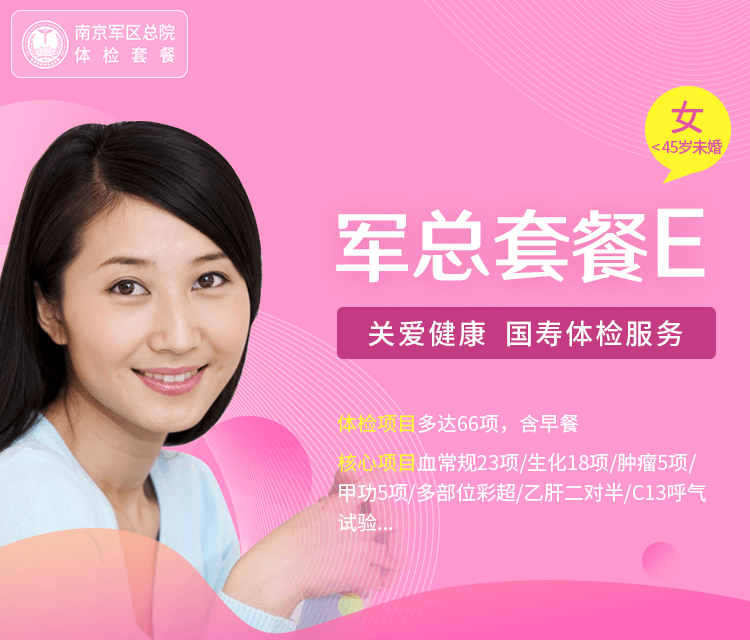 南京军区总院
体检套餐
女
<45岁未婚
军总套餐E
关爱健康 国寿体检服务
体检项目多达66项，含早餐
核心项目血常规23项/生化18项/肿瘤5项/
甲功5项/多部位彩超/乙肝二对半/C13呼气
试验...